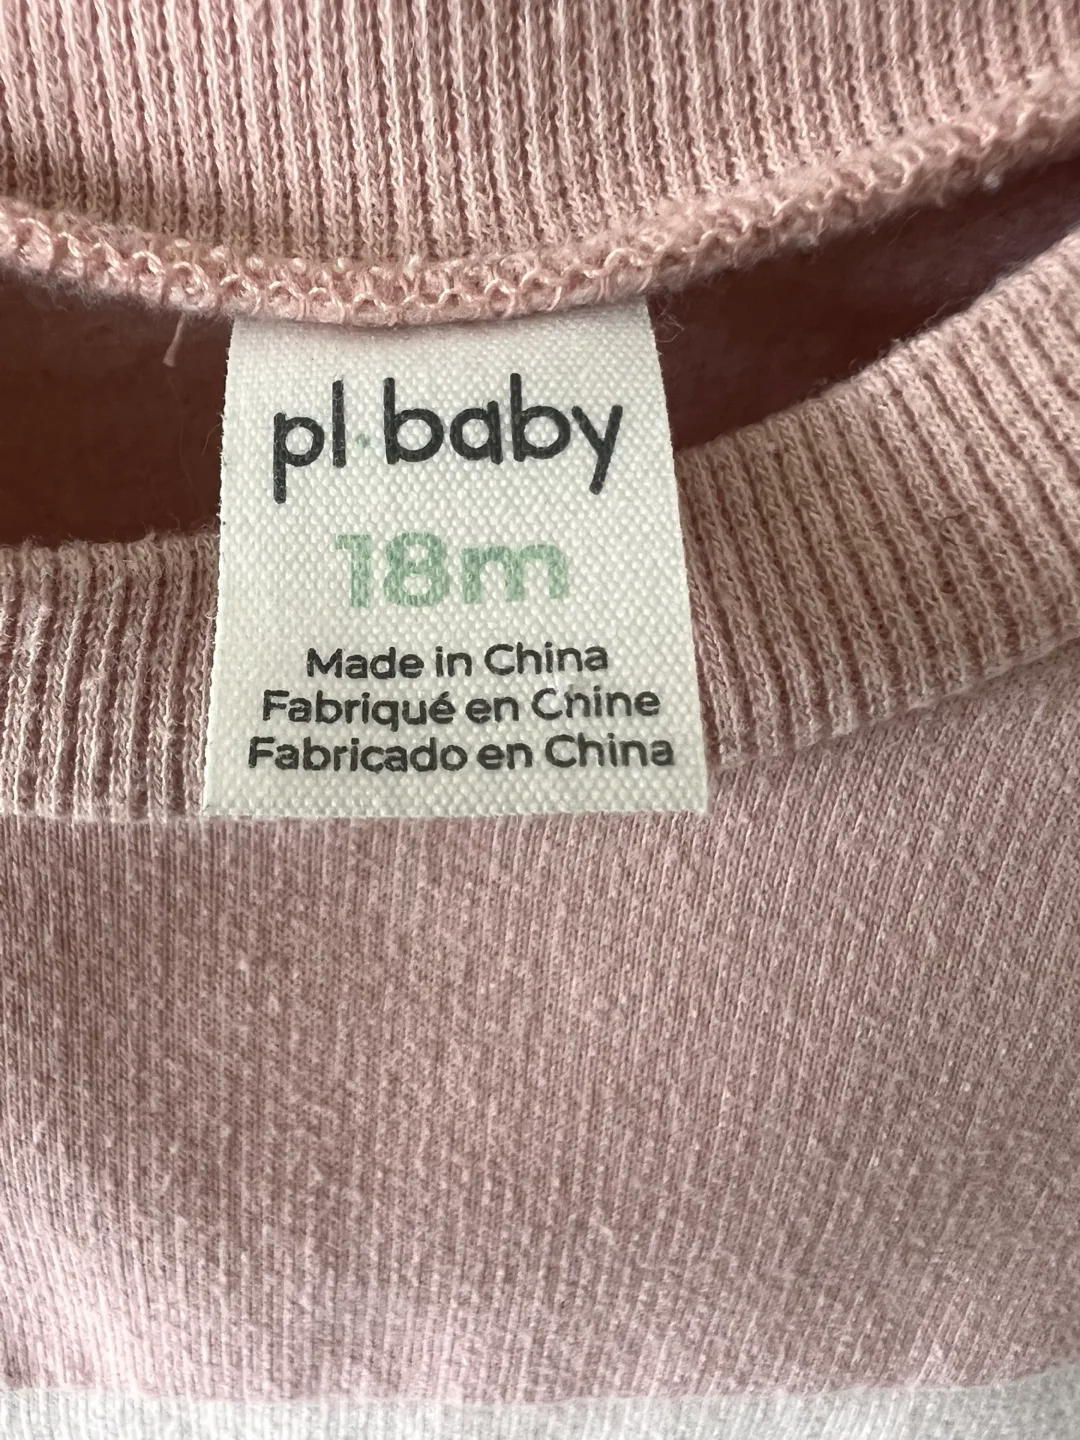 pl·baby
18m
Made in China
Fabriqué en Chine
Fabricado en China